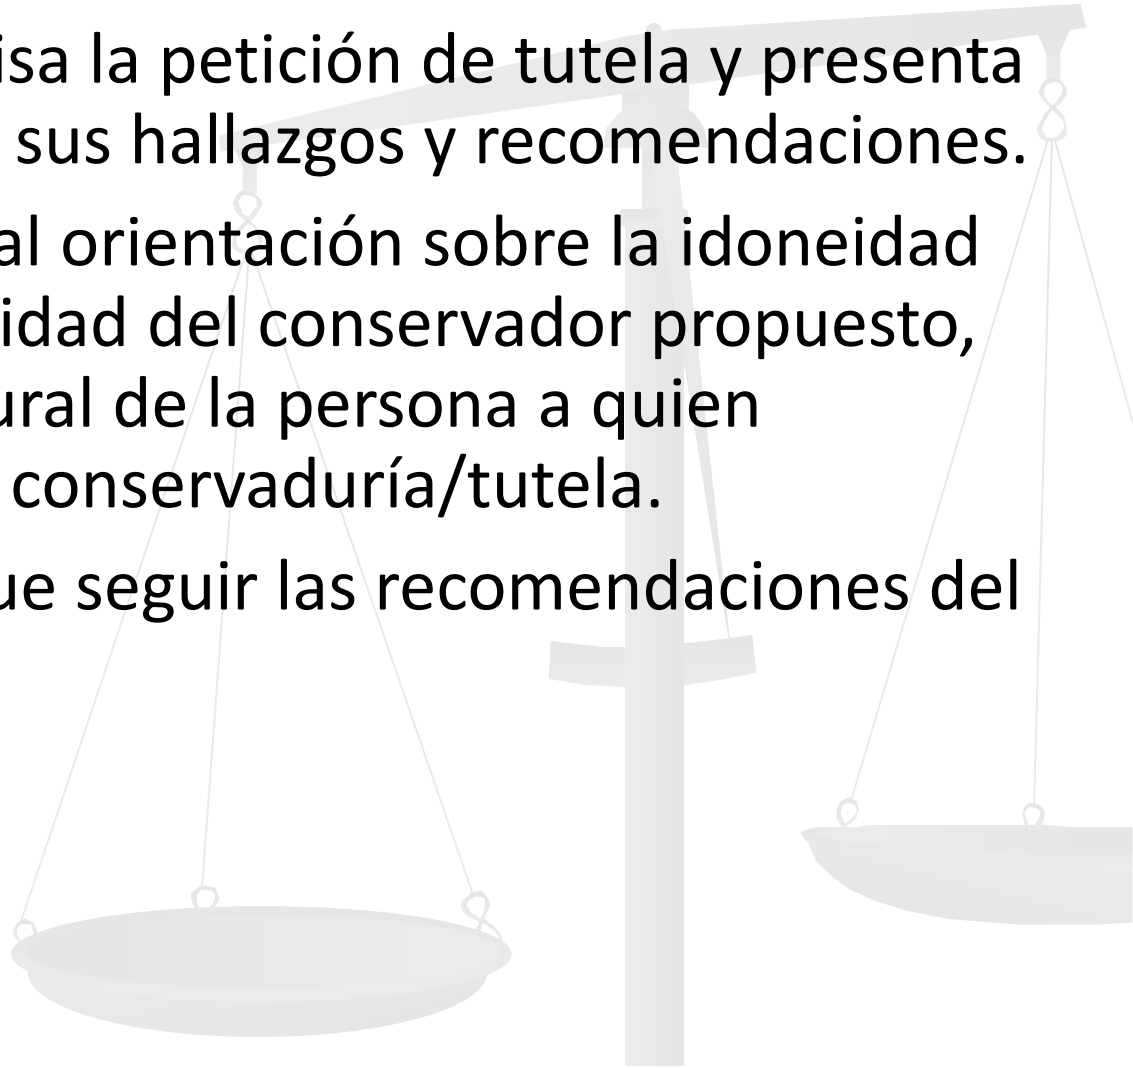 isa la petición de tutela y presenta
sus hallazgos y recomendaciones.
al orientación sobre la idoneidad
idad del conservador propuesto,
ural de la persona a quien
conservaduría/tutela.
ue seguir las recomendaciones del